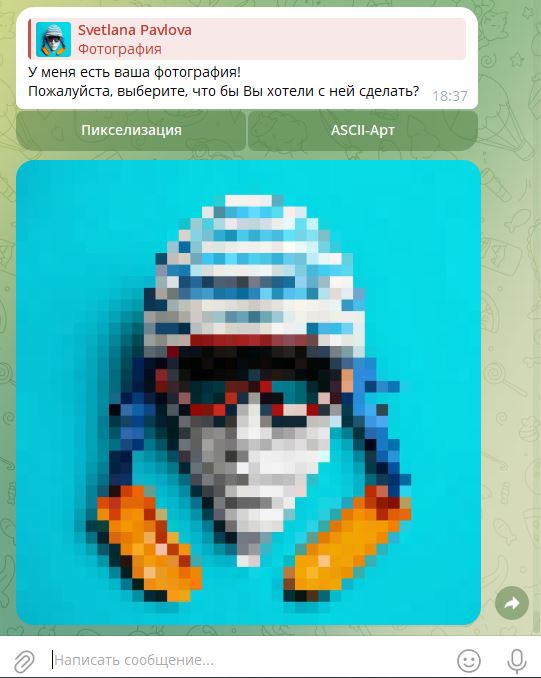 Svetlana Pavlova
Фотография
У меня есть ваша фотография!
Пожалуйста, выберите, что бы Вы хотели с ней сделать?
18:37
Пикселизация
ASCII-Арт
Написать сообщение...